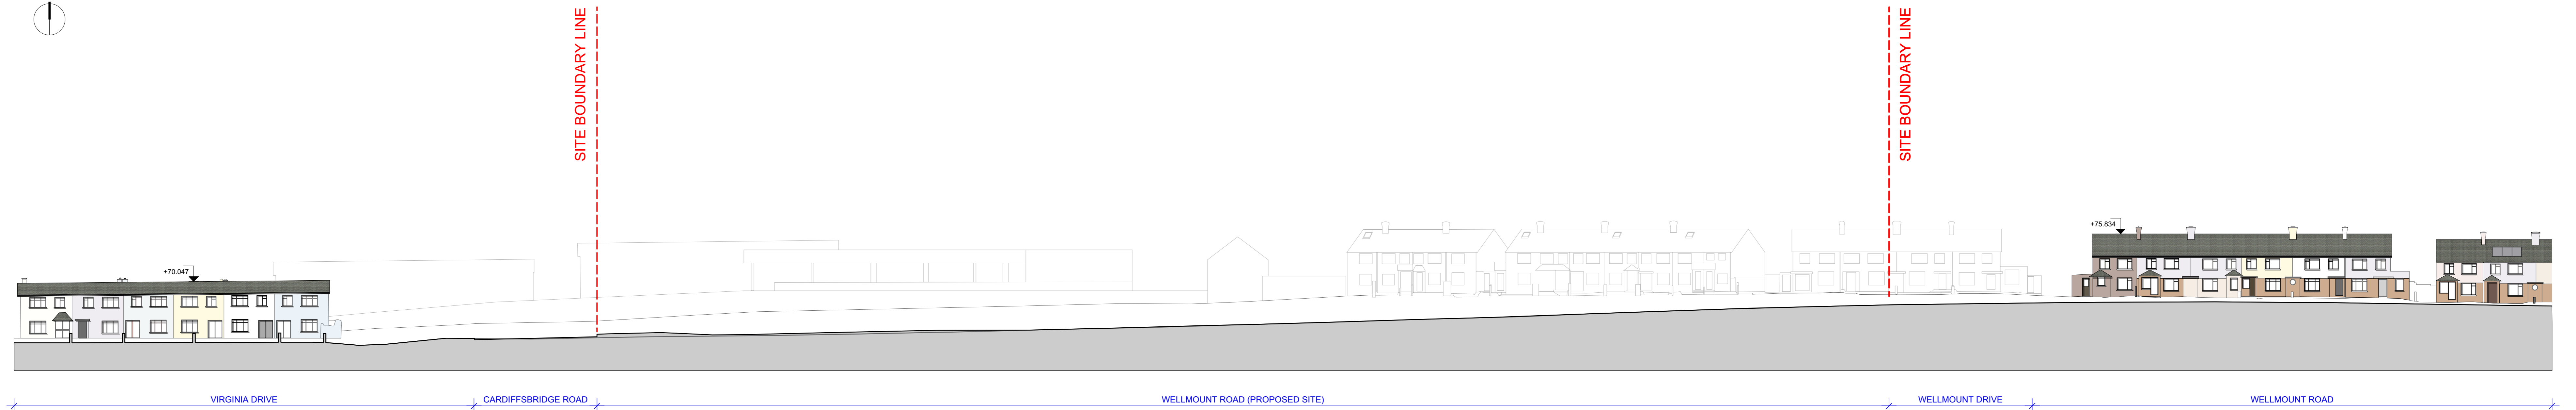 SITE BOUNDARY LINE
SITE BOUNDARY LINE
+70.047
+75.834
VIRGINIA DRIVE
CARDIFFSBRIDGE ROAD
WELLMOUNT ROAD (PROPOSED SITE)
WELLMOUNT DRIVE
WELLMOUNT ROAD